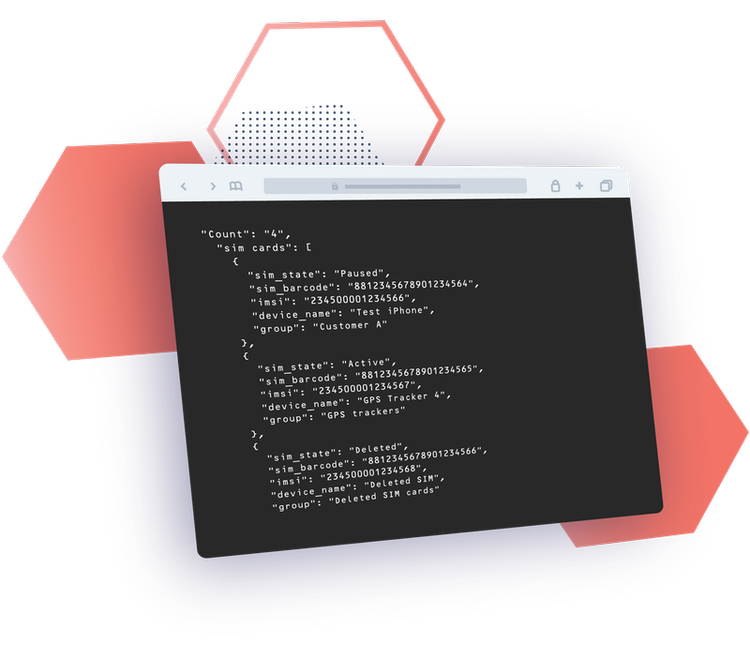 "Count": "4",
"sim cards": [
{
"sim_state": "Paused",
"sim_barcode": "8812345678901234564",
"imsi": "234500001234566",
"device_name": "Test iPhone",
"group": "Customer A"
},
{
"sim_state": "Active",
"sim_barcode": "8812345678901234565",
"imsi": "234500001234567",
"device_name": "GPS Tracker 4",
"group": "GPS trackers"
},
{
"sim_state": "Deleted",
"sim_barcode": "8812345678901234566",
"imsi": "234500001234568",
"device_name": "Deleted SIM",
"group": "Deleted SIM cards"